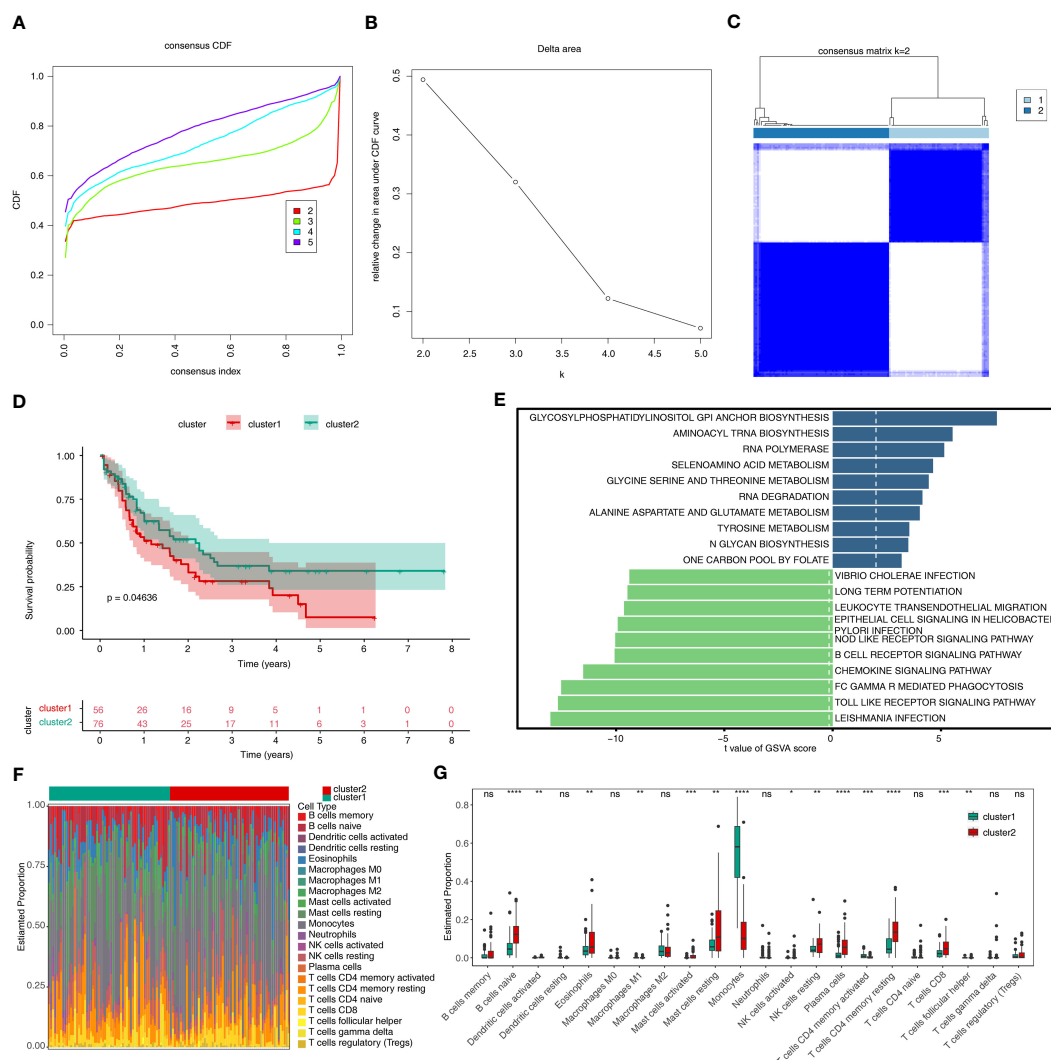 A
consensus CDF
CDF
1.0
0.8
0.6
0.4
0.2
0.0
2
3
4
5
0.0
0.2
0.4
0.6
0.8
1.0
consensus index
B
Delta area
relative change in area under CDF curve
0.5
0.4
0.3
0.2
0.1
2.0
2.5
3.0
3.5
4.0
4.5
5.0
k
C
consensus matrix k=2
1
2
D
cluster
cluster1
cluster2
Survival probability
1.00
0.75
0.50
0.25
0.00
p = 0.04636
0 1 2 3 4 5 6 7 8
Time (years)
cluster
cluster1 56 26 16 9 5 1 1 0 0
cluster2 76 43 25 17 11 6 3 1 0
0 1 2 3 4 5 6 7 8
Time (years)
E
GLYCOSYLPHOSPHATIDYLINOSITOL GPI ANCHOR BIOSYNTHESIS
AMINOACYL TRNA BIOSYNTHESIS
RNA POLYMERASE
SELENOAMINO ACID METABOLISM
GLYCINE SERINE AND THREONINE METABOLISM
RNA DEGRADATION
ALANINE ASPARTATE AND GLUTAMATE METABOLISM
TYROSINE METABOLISM
N GLYCAN BIOSYNTHESIS
ONE CARBON POOL BY FOLATE
VIBRIO CHOLERAE INFECTION
LONG TERM POTENTIATION
LEUKOCYTE TRANSENDOTHELIAL MIGRATION
EPITHELIAL CELL SIGNALING IN HELICOBACTE
PYLORI INFECTION
NOD LIKE RECEPTOR SIGNALING PATHWAY
B CELL RECEPTOR SIGNALING PATHWAY
CHEMOKINE SIGNALING PATHWAY
FC GAMMA R MEDIATED PHAGOCYTOSIS
TOLL LIKE RECEPTOR SIGNALING PATHWAY
LEISHMANIA INFECTION
−10
−5
0
5
t value of GSVA score
F
cluster2
cluster1
Cell Type
B cells memory
B cells naive
Dendritic cells activated
Dendritic cells resting
Eosinophils
Macrophages M0
Macrophages M1
Macrophages M2
Mast cells activated
Mast cells resting
Monocytes
Neutrophils
NK cells activated
NK cells resting
Plasma cells
T cells CD4 memory activated
T cells CD4 memory resting
T cells CD4 naive
T cells CD8
T cells follicular helper
T cells gamma delta
T cells regulatory (Tregs)
Estiamted Proportion
1.00
0.75
0.50
0.25
0.00
G
ns **** ** ns ** ns ** ns *** ** **** ns * ** **** *** **** ns *** ** ns ns
cluster1
cluster2
Estimated Proportion
0.8
0.6
0.4
0.2
0.0
B cells memory
B cells naive
Dendritic cells activated
Dendritic cells resting
Eosinophils
Macrophages M0
Macrophages M1
Macrophages M2
Mast cells activated
Mast cells resting
Monocytes
Neutrophils
NK cells activated
NK cells resting
Plasma cells
T cells CD4 memory activated
T cells CD4 memory resting
T cells CD4 naive
T cells CD8
T cells follicular helper
T cells gamma delta
T cells regulatory (Tregs)